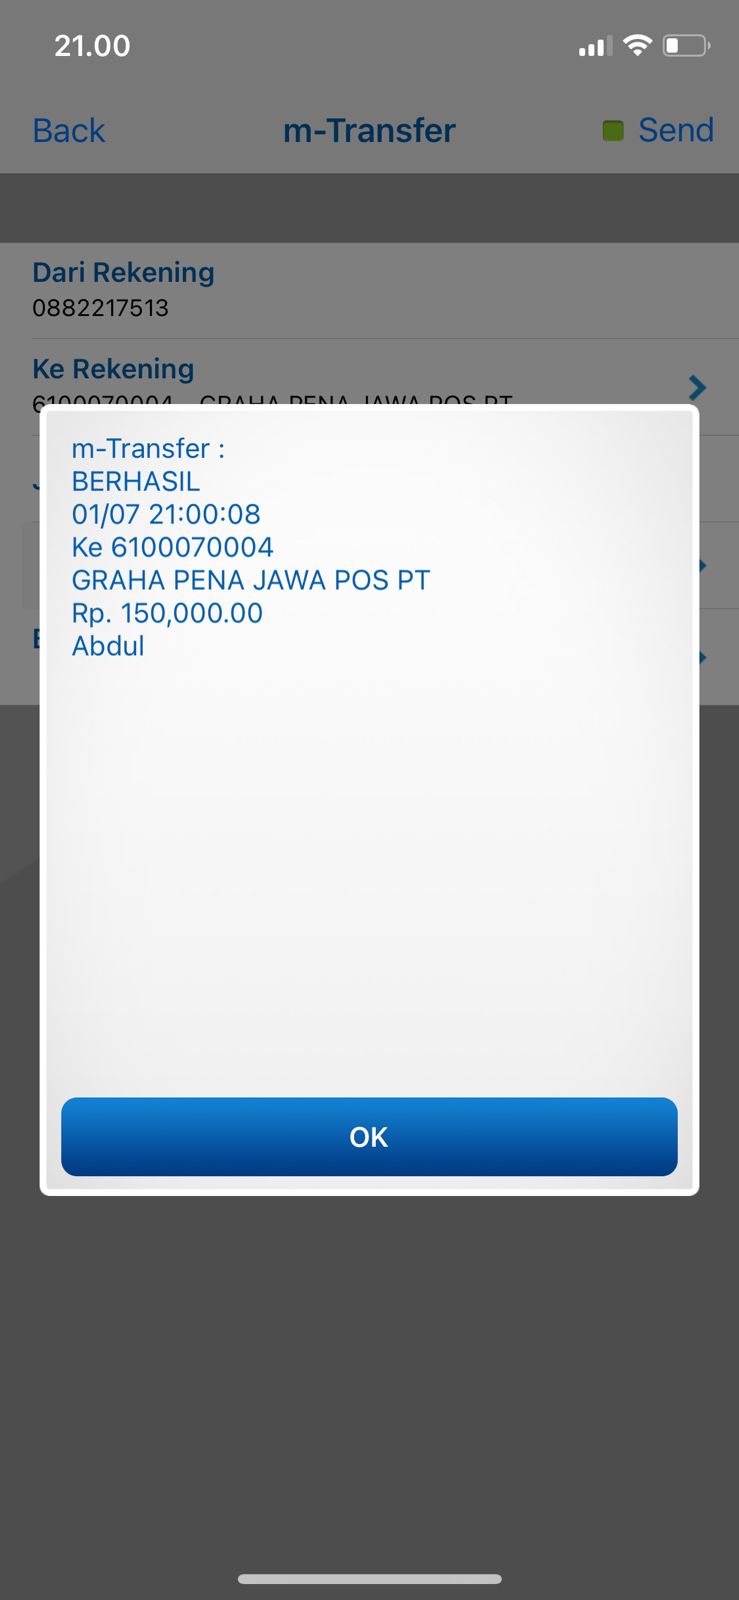 21.00
Back m-Transfer Send
Dari Rekening
0882217513
Ke Rekening
6100070004 GRAHA PENA JAWA POS PT
m-Transfer :
BERHASIL
01/07 21:00:08
Ke 6100070004
GRAHA PENA JAWA POS PT
Rp. 150,000.00
Abdul
OK